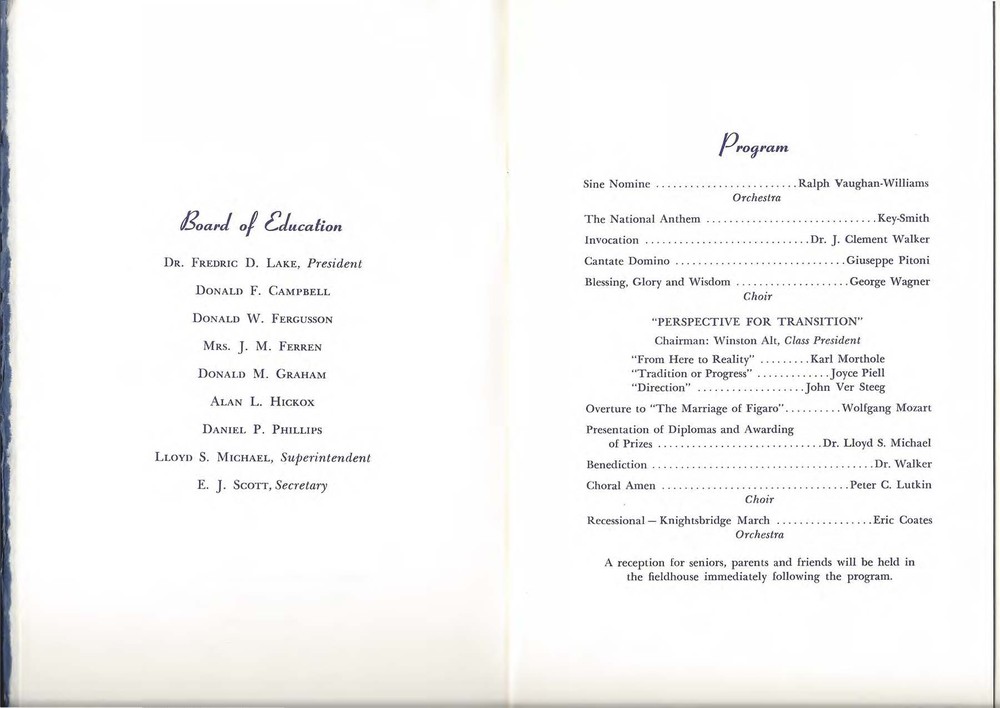 Board of Education
Dr. Fredric D. Lake, President
Donald F. Campbell
Donald W. Fergusson
Mrs. J. M. Ferren
Donald M. Graham
Alan L. Hickox
Daniel P. Phillips
Lloyd S. Michael, Superintendent
E. J. Scott, Secretary
Program
Sine Nomine ......................... Ralph Vaughan-Williams
Orchestra
The National Anthem .............................. Key-Smith
Invocation ............................. Dr. J. Clement Walker
Cantate Domino .............................. Giuseppe Pitoni
Blessing, Glory and Wisdom .................... George Wagner
Choir
"PERSPECTIVE FOR TRANSITION"
Chairman: Winston Alt, Class President
"From Here to Reality" ......... Karl Morthole
"Tradition or Progress" ............. Joyce Piell
"Direction" ................... John Ver Steeg
Overture to "The Marriage of Figaro" .......... Wolfgang Mozart
Presentation of Diplomas and Awarding
of Prizes ............................. Dr. Lloyd S. Michael
Benediction ....................................... Dr. Walker
Choral Amen ................................. Peter C. Lutkin
Choir
Recessional — Knightsbridge March ................. Eric Coates
Orchestra
A reception for seniors, parents and friends will be held in
the fieldhouse immediately following the program.